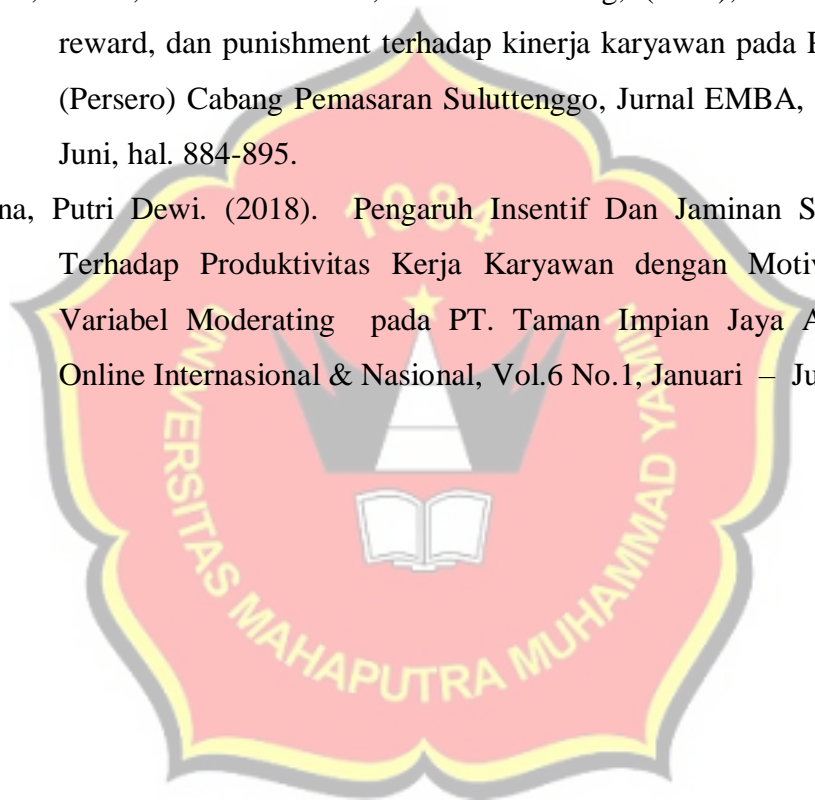 reward, dan punishment terhadap kinerja karyawan pada
(Persero) Cabang Pemasaran Suluttenggo, Jurnal EMBA,
Juni, hal. 884-895.
na, Putri Dewi. (2018). Pengaruh Insentif Dan Jaminan S
Terhadap Produktivitas Kerja Karyawan dengan Motiv
Variabel Moderating pada PT. Taman Impian Jaya A
Online Internasional & Nasional, Vol.6 No.1, Januari – Ju
1984
UNIVERSITAS MAHAPUTRA MUHAMMAD YAMIN